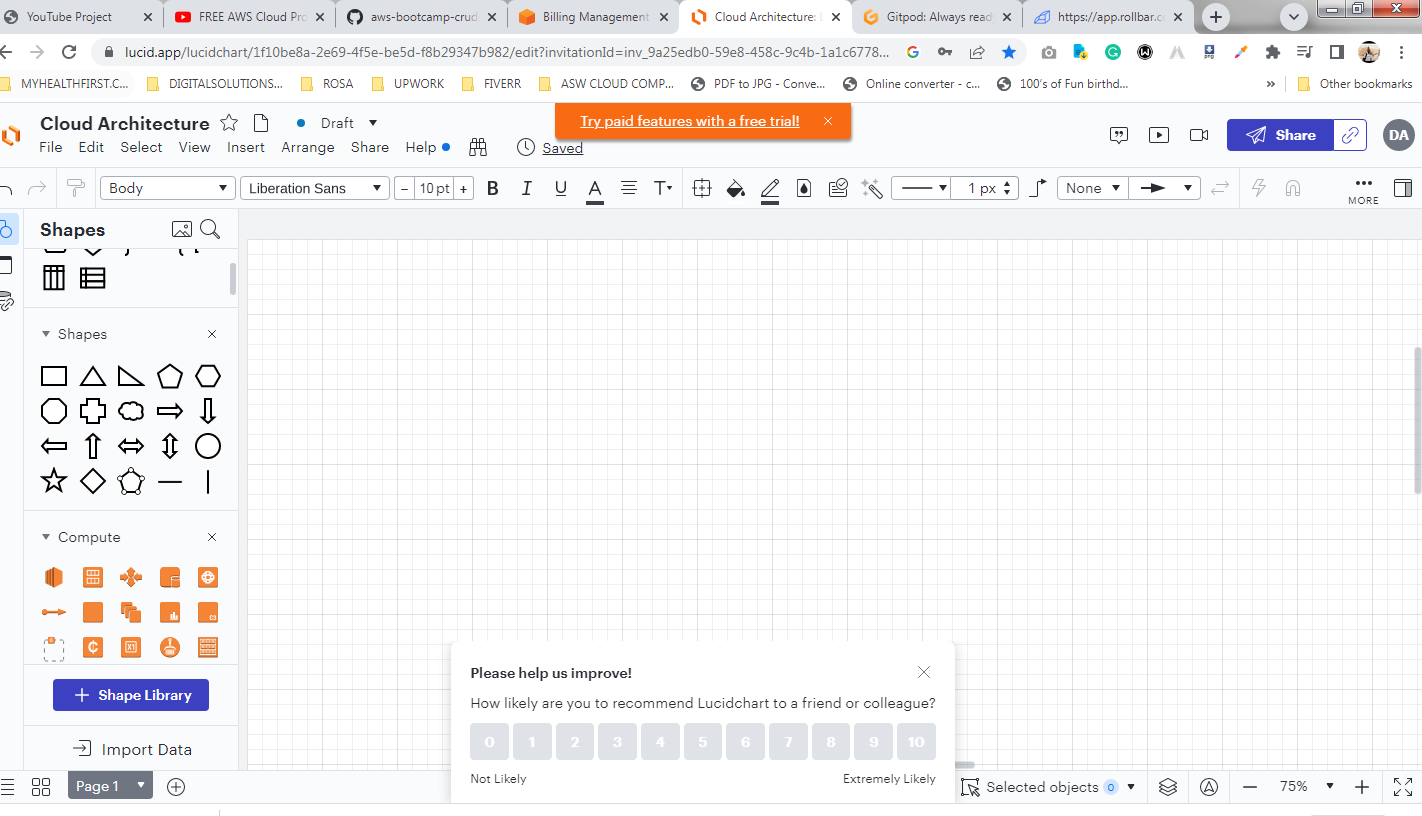 YouTube Project
FREE AWS Cloud Pro
aws-bootcamp-crud
Billing Management
Cloud Architecture: L
Gitpod: Always read
https://app.rollbar.co
lucid.app/lucidchart/1f10be8a-2e69-4f5e-be5d-f8b29347b982/edit?invitationId=inv_9a25edb0-59e8-458c-9c4b-1a1c6778...
MYHEALTHFIRST.C...
DIGITALSOLUTIONS...
ROSA
UPWORK
FIVERR
ASW CLOUD COMP...
PDF to JPG - Conve...
Online converter - c...
100's of Fun birthd...
»
Other bookmarks
Cloud Architecture
Draft
Try paid features with a free trial!
File Edit Select View Insert Arrange Share Help
Saved
Share
DA
Body
Liberation Sans
10 pt
B I U A T
1 px
None
MORE
Shapes
Shapes
Compute
Shape Library
Import Data
Please help us improve!
How likely are you to recommend Lucidchart to a friend or colleague?
0 1 2 3 4 5 6 7 8 9 10
Not Likely
Extremely Likely
Page 1
Selected objects 0
75%